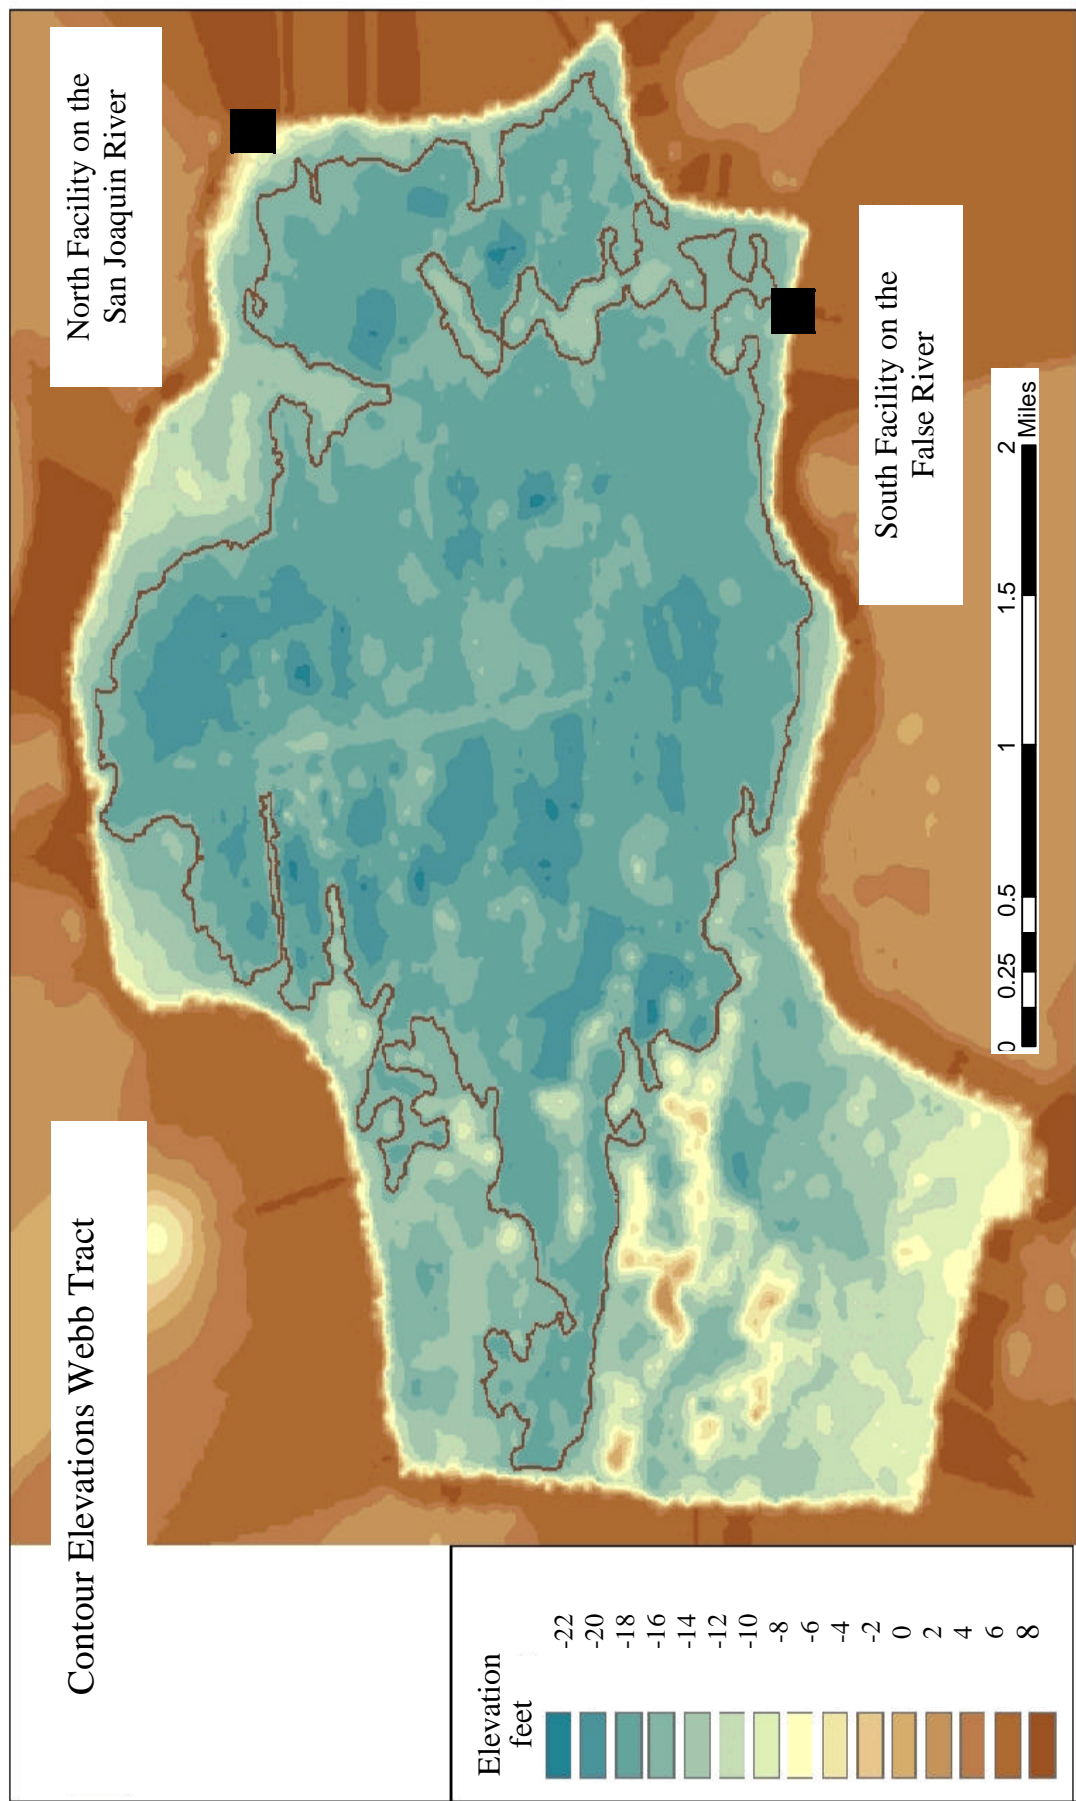 Contour Elevations Webb Tract
North Facility on the
San Joaquin River
South Facility on the
False River
0 0.25 0.5 1 1.5 2
Miles
Elevation
feet
-22
-20
-18
-16
-14
-12
-10
-8
-6
-4
-2
0
2
4
6
8